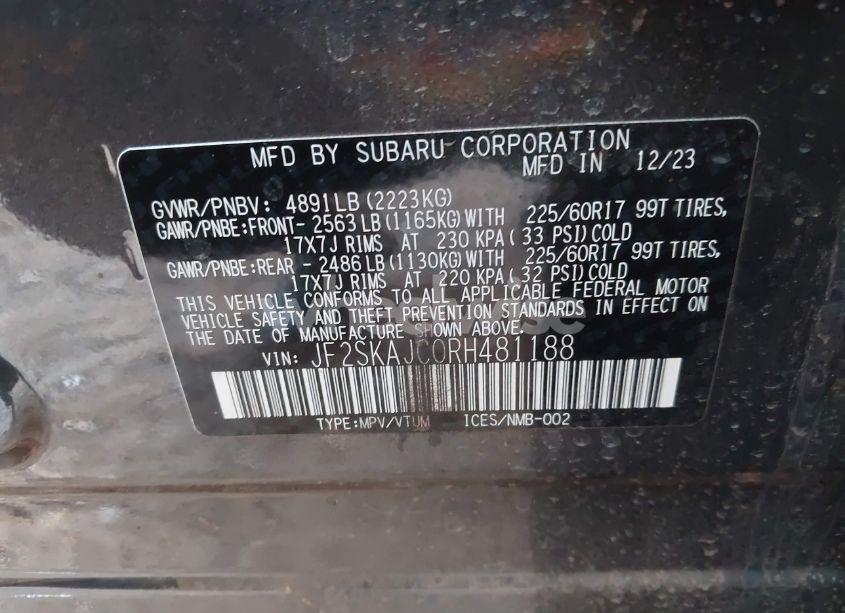 MFD BY SUBARU CORPORATION
MFD IN 12/23
GVWR/PNBV: 4891LB(2223KG)
GAWR/PNBE:FRONT- 2563LB(1165KG)WITH 225/60R17 99T TIRES,
17X7J RIMS AT 230 KPA( 33 PSI)COLD
GAWR/PNBE:REAR - 2486LB(1130KG)WITH 225/60R17 99T TIRES,
17X7J RIMS AT 220 KPA( 32 PSI)COLD
THIS VEHICLE CONFORMS TO ALL APPLICABLE FEDERAL MOTOR
VEHICLE SAFETY AND THEFT PREVENTION STANDARDS IN EFFECT ON
THE DATE OF MANUFACTURE SHOWN ABOVE.
VIN: JF2SKAJC0RH481188
TYPE:MPV/VTUM ICES/NMB-002